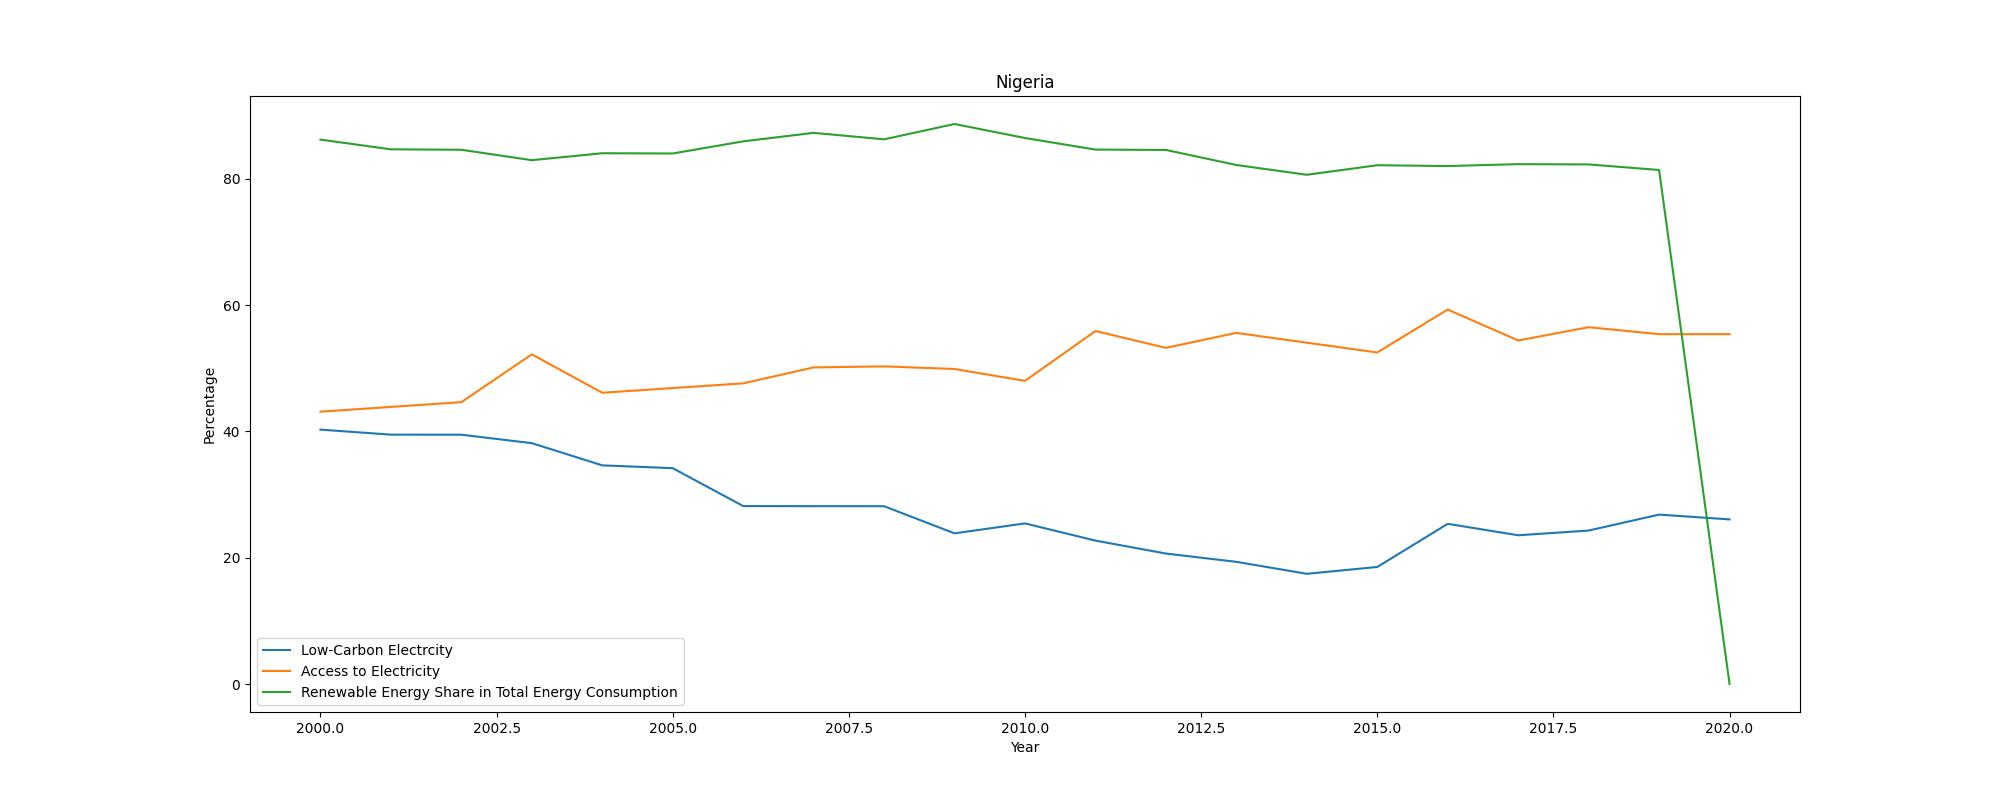 Nigeria
80
60
40
20
0
Percentage
Low-Carbon Electrcity
Access to Electricity
Renewable Energy Share in Total Energy Consumption
2000.0 2002.5 2005.0 2007.5 2010.0 2012.5 2015.0 2017.5 2020.0
Year